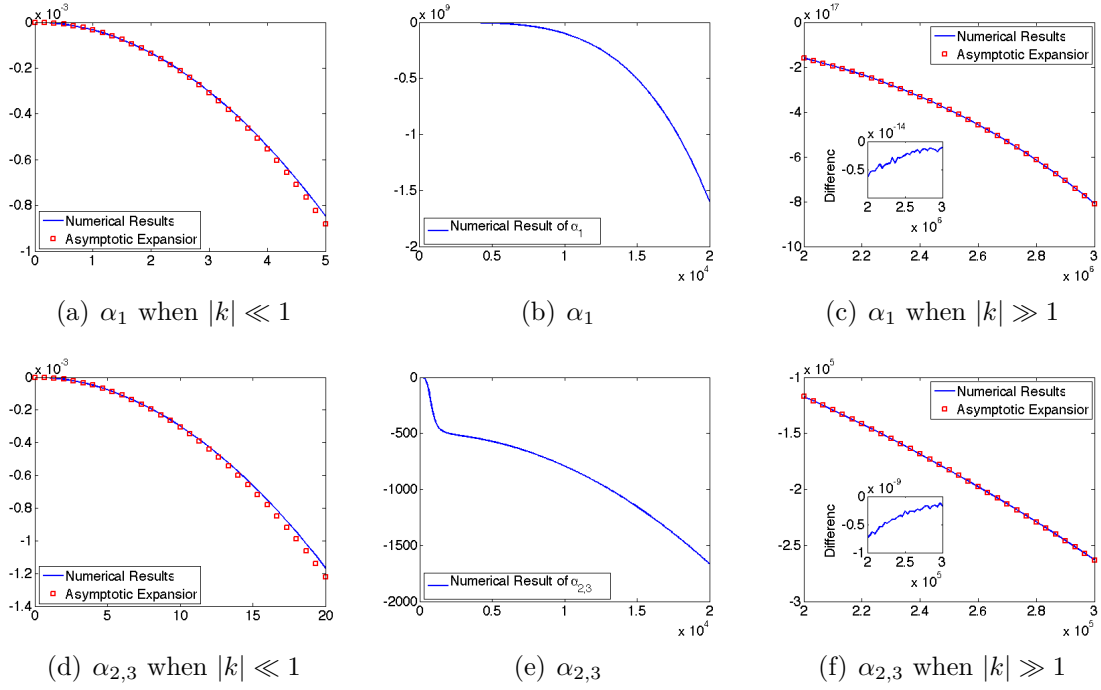 x 10^-3
0
-0.2
-0.4
-0.6
-0.8
-1
0 1 2 3 4 5
Numerical Results
Asymptotic Expansion
(a) α1 when |k| ≪ 1
x 10^9
0
-0.5
-1
-1.5
-2
0 0.5 1 1.5 2
x 10^4
Numerical Result of α1
(b) α1
x 10^17
0
-2
-4
-6
-8
-10
2 2.2 2.4 2.6 2.8 3
x 10^6
Numerical Results
Asymptotic Expansion
x 10^-14
0
-0.5
Differenc
2 2.5 3
x 10^6
(c) α1 when |k| ≫ 1
x 10^-3
0
-0.2
-0.4
-0.6
-0.8
-1
-1.2
-1.4
0 5 10 15 20
Numerical Results
Asymptotic Expansion
(d) α2,3 when |k| ≪ 1
0
-500
-1000
-1500
-2000
0 0.5 1 1.5 2
x 10^4
Numerical Result of α2,3
(e) α2,3
x 10^5
-1
-1.5
-2
-2.5
-3
2 2.2 2.4 2.6 2.8 3
x 10^5
Numerical Results
Asymptotic Expansion
x 10^-9
0
-0.5
-1
Differenc
2 2.5 3
x 10^5
(f) α2,3 when |k| ≫ 1